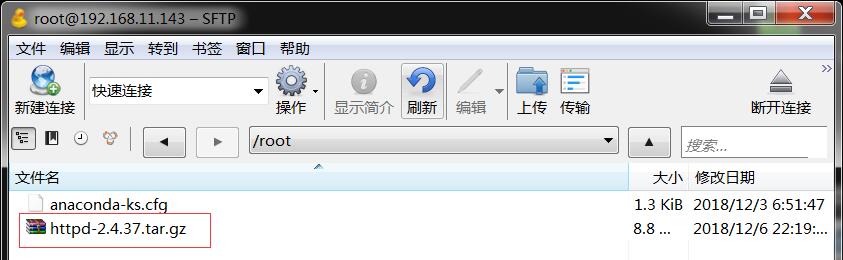 root@192.168.11.143 – SFTP
文件 编辑 显示 转到 书签 窗口 帮助
新建连接 快速连接 操作 显示简介 刷新 编辑 上传 传输 断开连接
/root 搜索...
文件名 大小 修改日期
anaconda-ks.cfg 1.3 KiB 2018/12/3 6:51:47
httpd-2.4.37.tar.gz 8.8 ... 2018/12/6 22:19:...